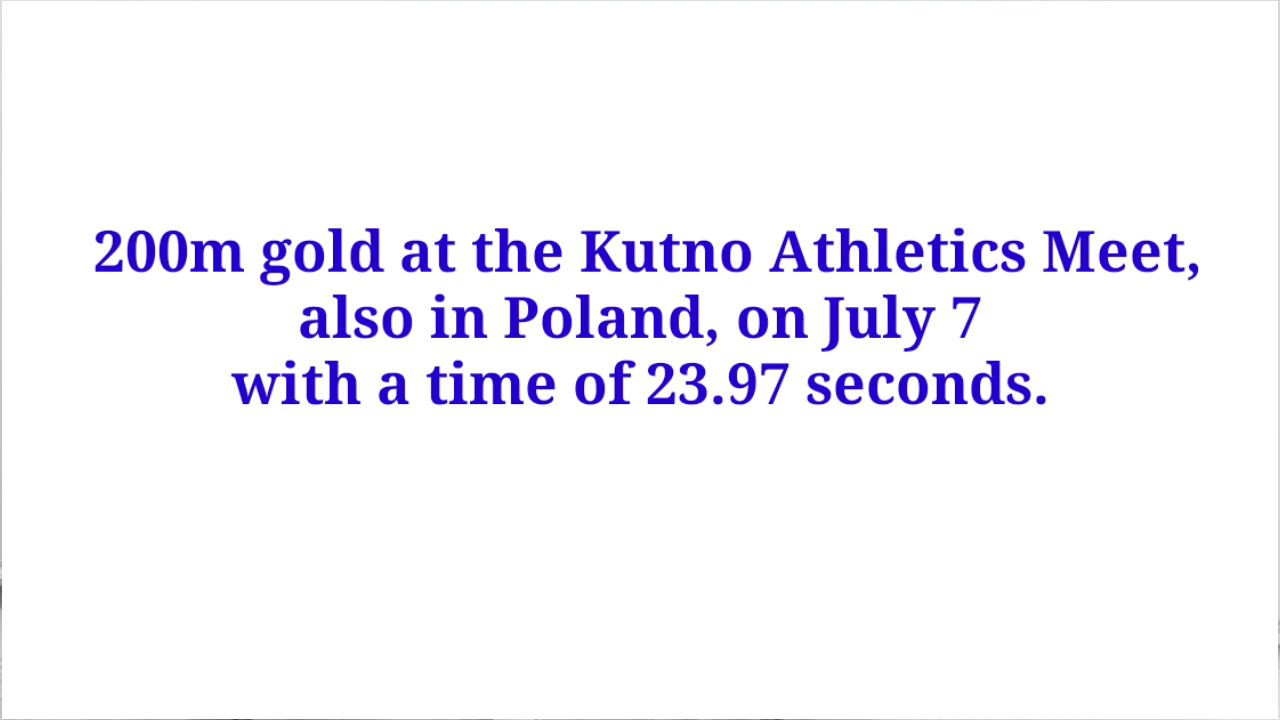 200m gold at the Kutno Athletics Meet,
also in Poland, on July 7
with a time of 23.97 seconds.